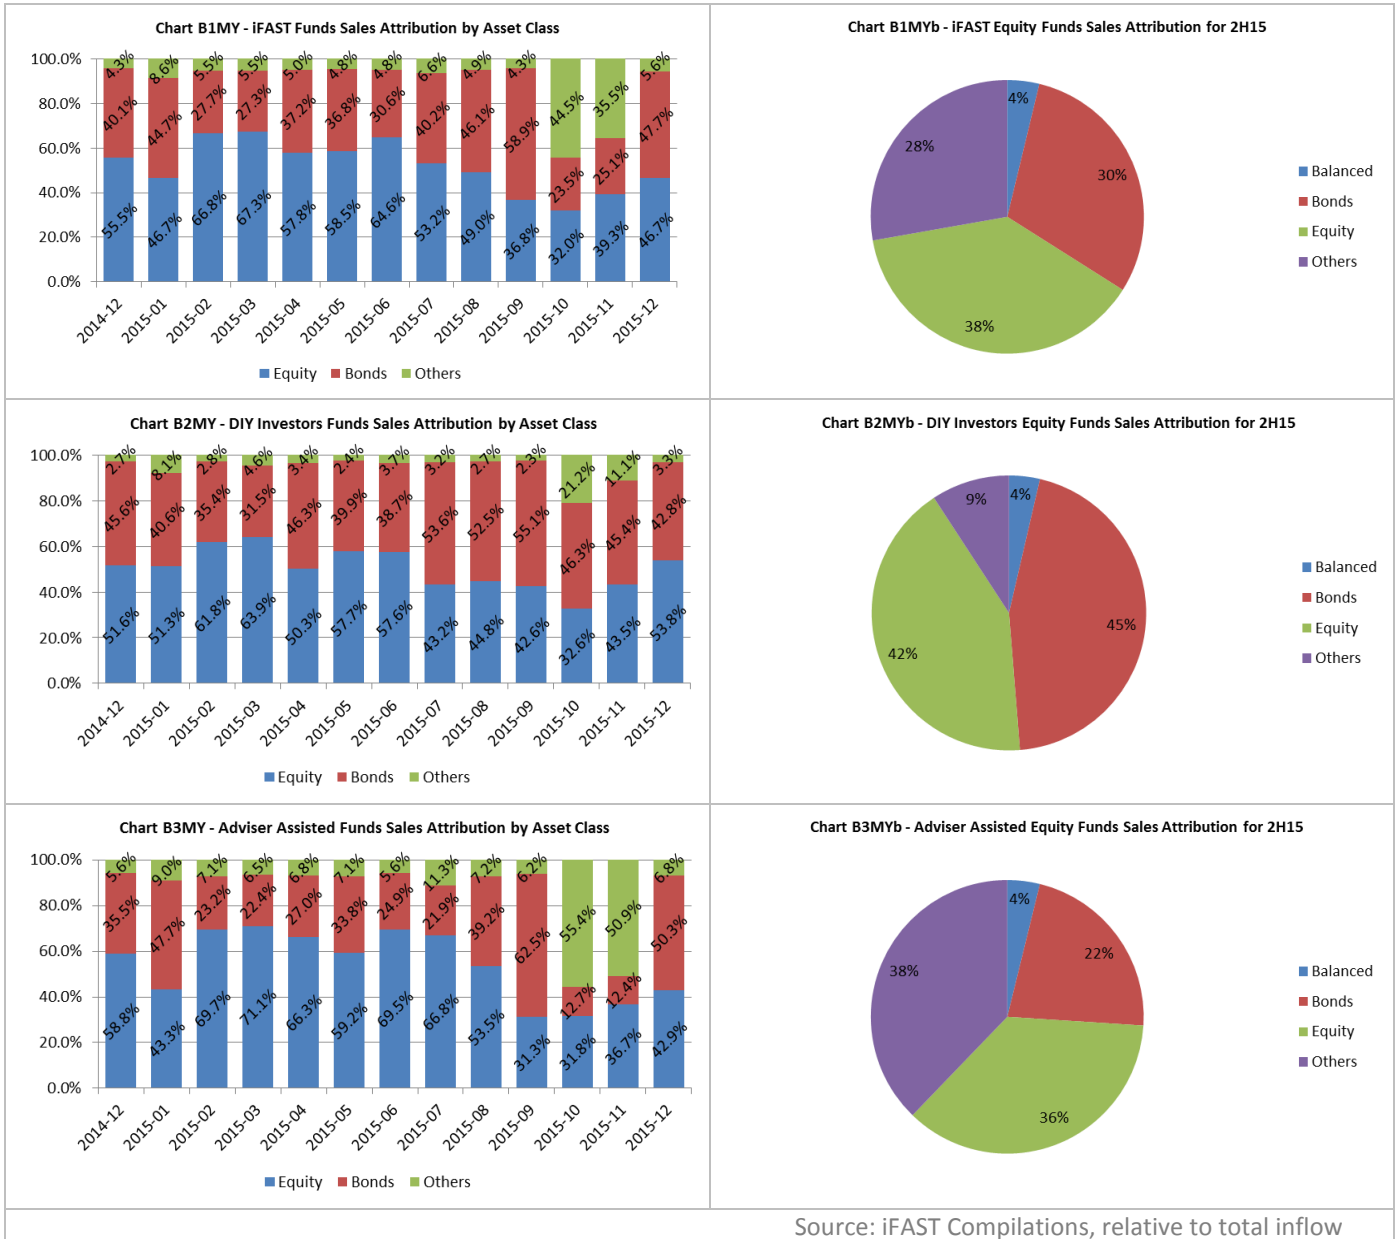 Chart B1MY - iFAST Funds Sales Attribution by Asset Class
100.0%
80.0%
60.0%
40.0%
20.0%
0.0%
4.3% 8.6% 5.5% 5.5% 5.0% 4.8% 4.8% 6.6% 4.9% 4.3% 44.5% 35.5% 5.6%
40.1% 44.7% 27.7% 27.3% 37.2% 36.8% 30.6% 40.2% 46.1% 58.9% 23.5% 25.1% 47.7%
55.5% 46.7% 66.8% 67.3% 57.8% 58.5% 64.6% 53.2% 49.0% 36.8% 32.0% 39.3% 46.7%
2014-12 2015-01 2015-02 2015-03 2015-04 2015-05 2015-06 2015-07 2015-08 2015-09 2015-10 2015-11 2015-12
Equity Bonds Others
Chart B1MYb - iFAST Equity Funds Sales Attribution for 2H15
4%
28%
30%
38%
Balanced
Bonds
Equity
Others
Chart B2MY - DIY Investors Funds Sales Attribution by Asset Class
100.0%
80.0%
60.0%
40.0%
20.0%
0.0%
2.7% 8.1% 2.8% 4.6% 3.4% 2.4% 3.7% 3.2% 2.7% 2.3% 21.2% 11.1% 3.3%
45.6% 40.6% 35.4% 31.5% 46.3% 39.9% 38.7% 53.6% 52.5% 55.1% 46.3% 45.4% 42.8%
51.6% 51.3% 61.8% 63.9% 50.3% 57.7% 57.6% 43.2% 44.8% 42.6% 32.6% 43.5% 53.8%
2014-12 2015-01 2015-02 2015-03 2015-04 2015-05 2015-06 2015-07 2015-08 2015-09 2015-10 2015-11 2015-12
Equity Bonds Others
Chart B2MYb - DIY Investors Equity Funds Sales Attribution for 2H15
4%
9%
45%
42%
Balanced
Bonds
Equity
Others
Chart B3MY - Adviser Assisted Funds Sales Attribution by Asset Class
100.0%
80.0%
60.0%
40.0%
20.0%
0.0%
5.6% 9.0% 7.1% 6.5% 6.8% 7.1% 5.6% 11.3% 7.2% 6.2% 55.4% 50.9% 6.8%
35.5% 47.7% 23.2% 22.4% 27.0% 33.8% 24.9% 21.9% 39.2% 62.5% 12.7% 12.4% 50.3%
58.8% 43.3% 69.7% 71.1% 66.3% 59.2% 69.5% 66.8% 53.5% 31.3% 31.8% 36.7% 42.9%
2014-12 2015-01 2015-02 2015-03 2015-04 2015-05 2015-06 2015-07 2015-08 2015-09 2015-10 2015-11 2015-12
Equity Bonds Others
Chart B3MYb - Adviser Assisted Equity Funds Sales Attribution for 2H15
4%
22%
38%
36%
Balanced
Bonds
Equity
Others
Source: iFAST Compilations, relative to total inflow